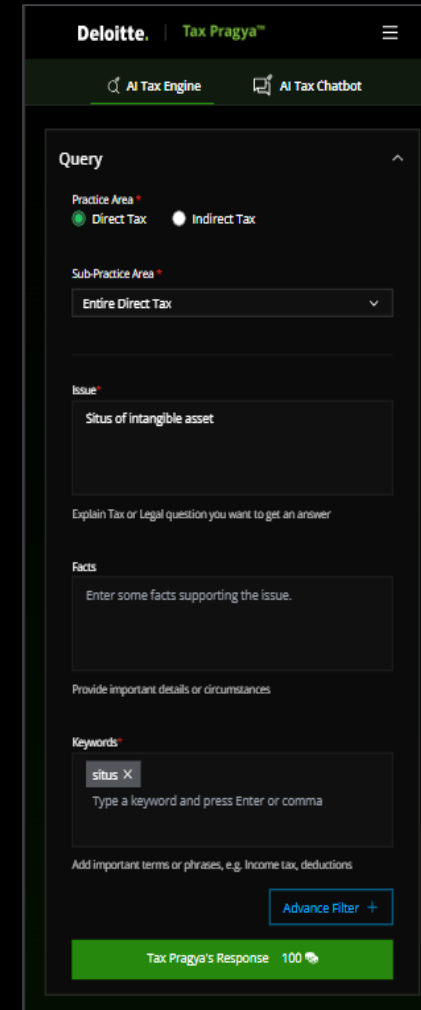 Deloitte. Tax Pragya™
AI Tax Engine AI Tax Chatbot
Query
Practice Area *
Direct Tax Indirect Tax
Sub-Practice Area *
Entire Direct Tax
Issue*
Situs of intangible asset
Explain Tax or Legal question you want to get an answer
Facts
Enter some facts supporting the issue.
Provide important details or circumstances
Keywords*
situs ×
Type a keyword and press Enter or comma
Add important terms or phrases, e.g. Income tax, deductions
Advance Filter +
Tax Pragya's Response 100